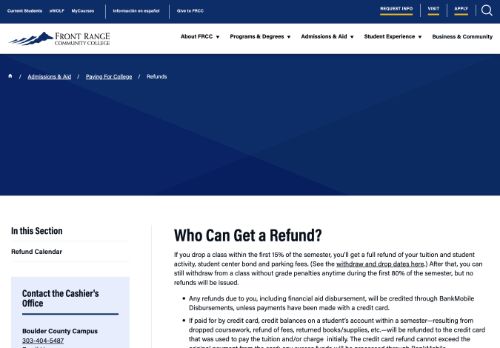 Current Students eWOLF MyCourses Información en español Give to FRCC REQUEST INFO VISIT APPLY
FRONT RANGE
COMMUNITY COLLEGE
About FRCC Programs & Degrees Admissions & Aid Student Experience Business & Community
/ Admissions & Aid / Paying For College / Refunds
In this Section
Refund Calendar
Contact the Cashier's
Office
Boulder County Campus
303-404-5487
Who Can Get a Refund?
If you drop a class within the first 15% of the semester, you'll get a full refund of your tuition and student
activity, student center bond and parking fees. (See the withdraw and drop dates here.) After that, you can
still withdraw from a class without grade penalties anytime during the first 80% of the semester, but no
refunds will be issued.
• Any refunds due to you, including financial aid disbursement, will be credited through BankMobile
Disbursements, unless payments have been made with a credit card.
• If paid for by credit card, credit balances on a student's account within a semester—resulting from
dropped coursework, refund of fees, returned books/supplies, etc.—will be refunded to the credit card
that was used to pay the tuition and/or charge initially. The credit card refund cannot exceed the